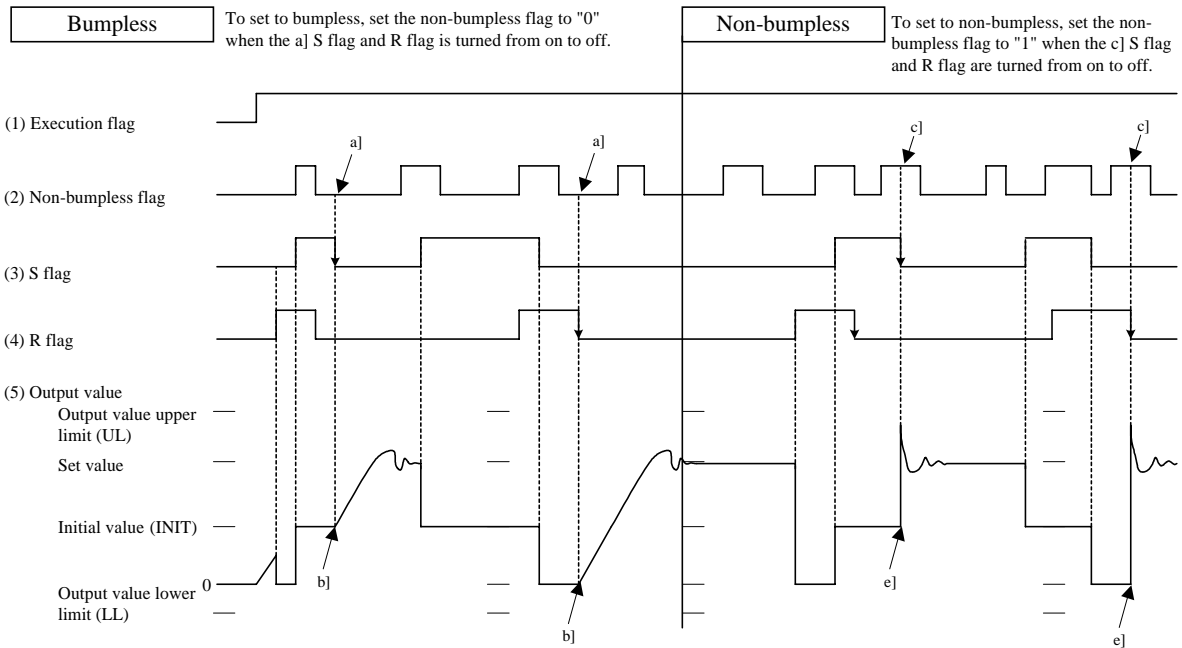 Bumpless
To set to bumpless, set the non-bumpless flag to "0"
when the a] S flag and R flag is turned from on to off.
Non-bumpless
To set to non-bumpless, set the non-
bumpless flag to "1" when the c] S flag
and R flag are turned from on to off.
(1) Execution flag
a]
a]
c]
c]
(2) Non-bumpless flag
(3) S flag
(4) R flag
(5) Output value
Output value upper
limit (UL)
Set value
Initial value (INIT)
0
Output value lower
limit (LL)
b]
b]
e]
e]